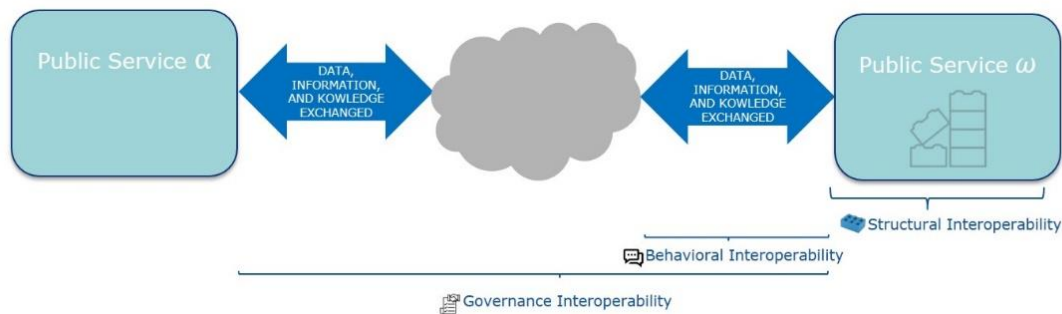 Public Service α
DATA,
INFORMATION,
AND KOWLEDGE
EXCHANGED
DATA,
INFORMATION,
AND KOWLEDGE
EXCHANGED
Public Service ω
Structural Interoperability
Behavioral Interoperability
Governance Interoperability